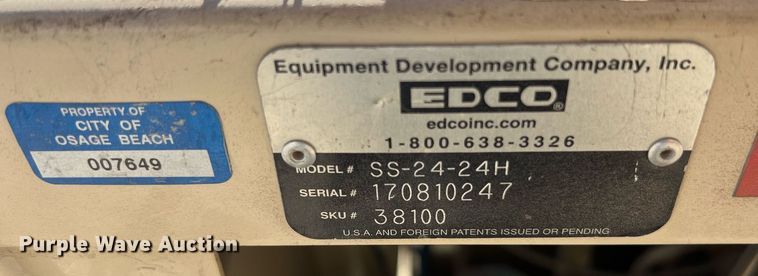 PROPERTY OF
CITY OF
OSAGE BEACH
007649
Equipment Development Company, Inc.
EDCO®
edcoinc.com
1-800-638-3326
MODEL # SS-24-24H
SERIAL # 170810247
SKU # 38100
U.S.A. AND FOREIGN PATENTS ISSUED OR PENDING
Purple Wave Auction